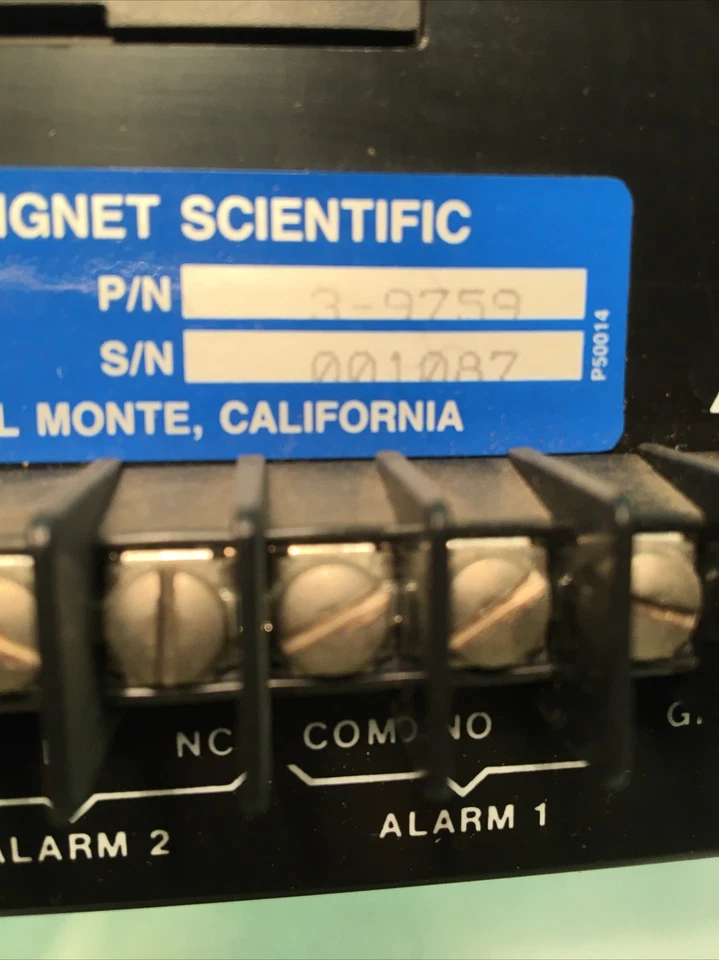 IGNET SCIENTIFIC
P/N 3-9759
S/N 001087
P50014
L MONTE, CALIFORNIA
NC COM NO G.
ALARM 2 ALARM 1